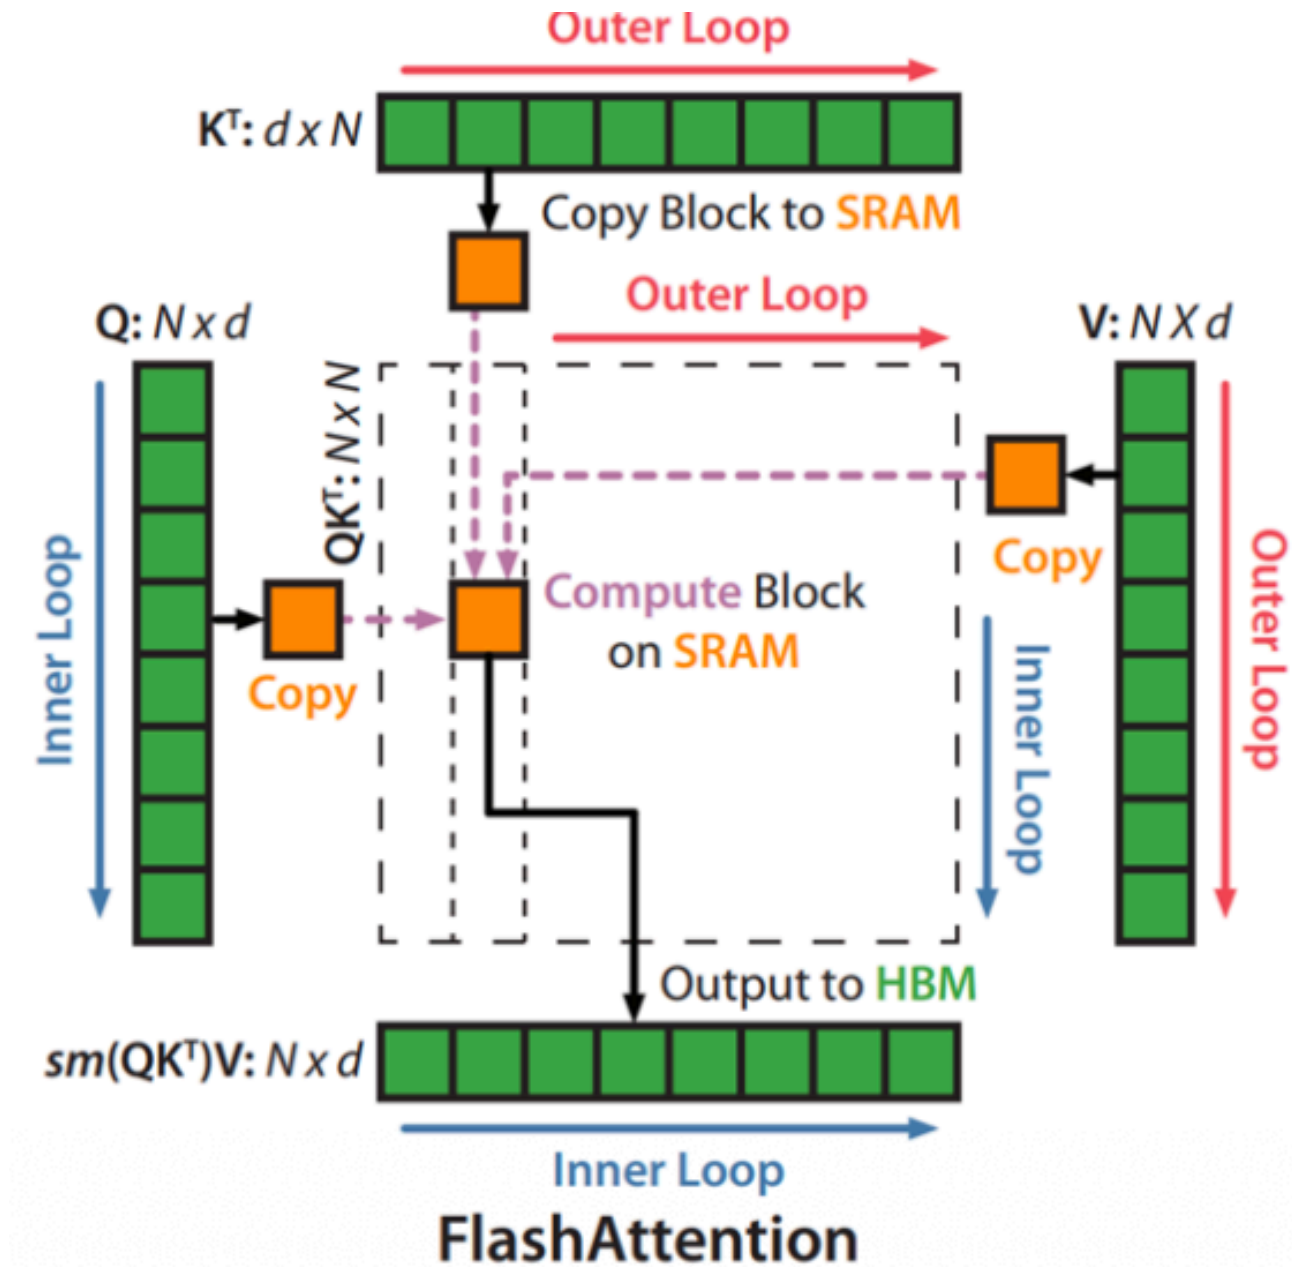 Outer Loop
Kᵀ: d x N
Copy Block to SRAM
Outer Loop
Q: N x d
V: N X d
QKᵀ: N x N
Copy
Compute Block
on SRAM
Copy
Inner Loop
Inner Loop
Outer Loop
Output to HBM
sm(QKᵀ)V: N x d
Inner Loop
FlashAttention